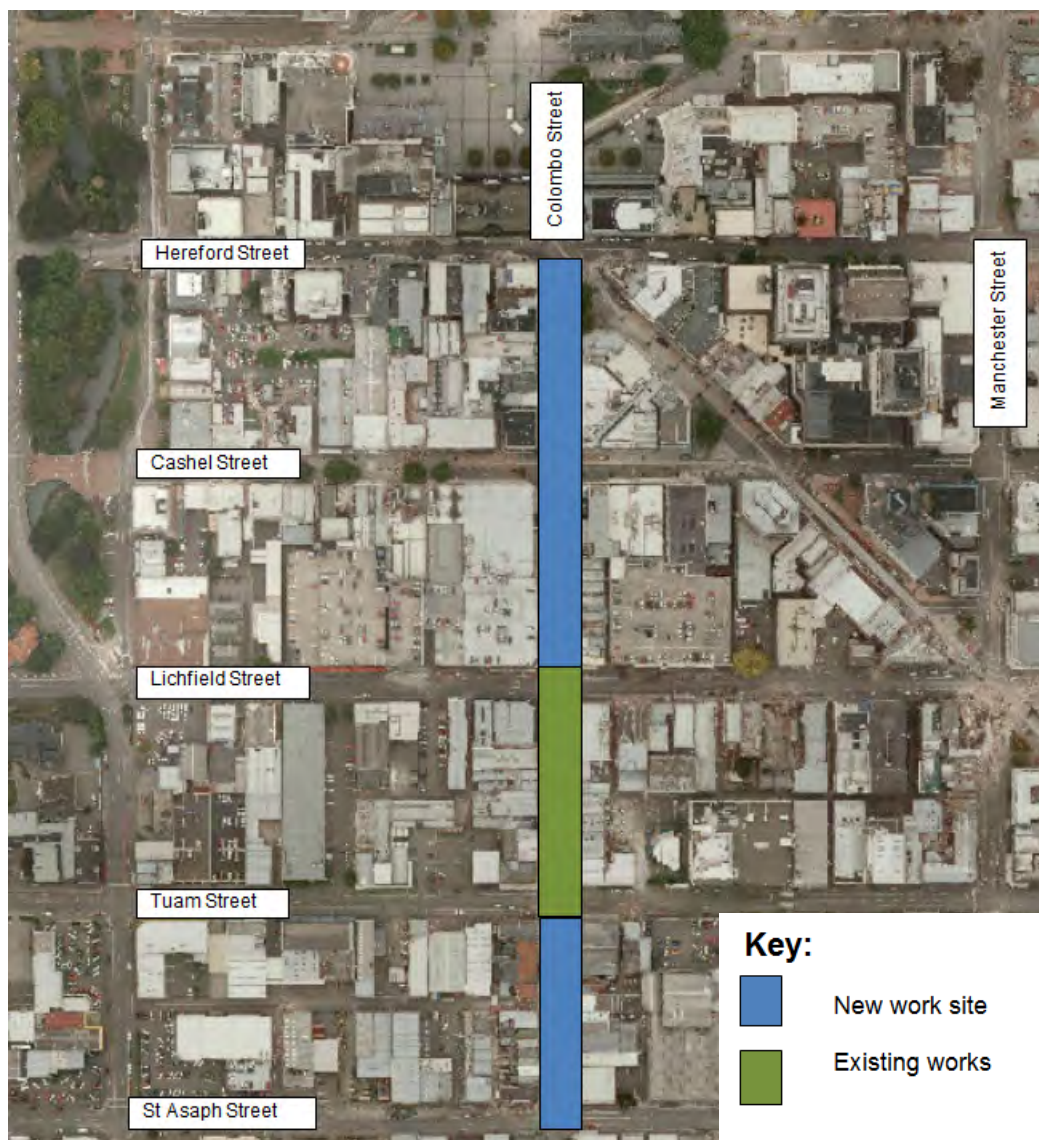 Colombo Street
Hereford Street
Manchester Street
Cashel Street
Lichfield Street
Tuam Street
Key:
New work site
Existing works
St Asaph Street